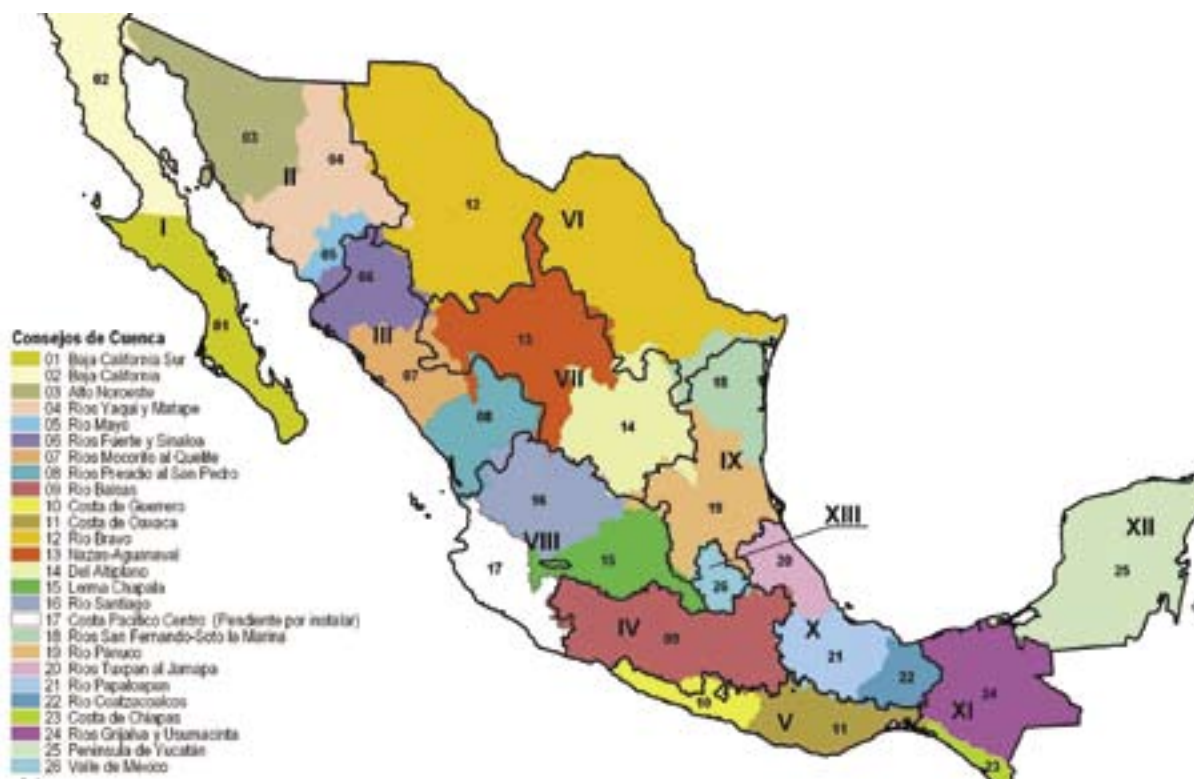 02
03
04
II
I
12
VI
05
06
III
01
07
13
VII
08
14
18
IX
19
16
XIII
VIII
17
15
26
20
XII
25
IV
09
X
21
22
10
V
11
24
XI
23
Consejos de Cuenca
01 Baja California Sur
02 Baja California
03 Alto Noroeste
04 Ríos Yaqui y Matape
05 Río Mayo
06 Ríos Fuerte y Sinaloa
07 Ríos Mocorito al Quelite
08 Ríos Presidio al San Pedro
09 Río Balsas
10 Costa de Guerrero
11 Costa de Oaxaca
12 Río Bravo
13 Nazas-Aguanaval
14 Del Altiplano
15 Lerma Chapala
16 Río Santiago
17 Costa Pacífico Centro (Pendiente por instalar)
18 Ríos San Fernando-Soto la Marina
19 Río Pánuco
20 Ríos Tuxpan al Jamapa
21 Río Papaloapan
22 Río Coatzacoalcos
23 Costa de Chiapas
24 Ríos Grijalva y Usumacinta
25 Península de Yucatán
26 Valle de México